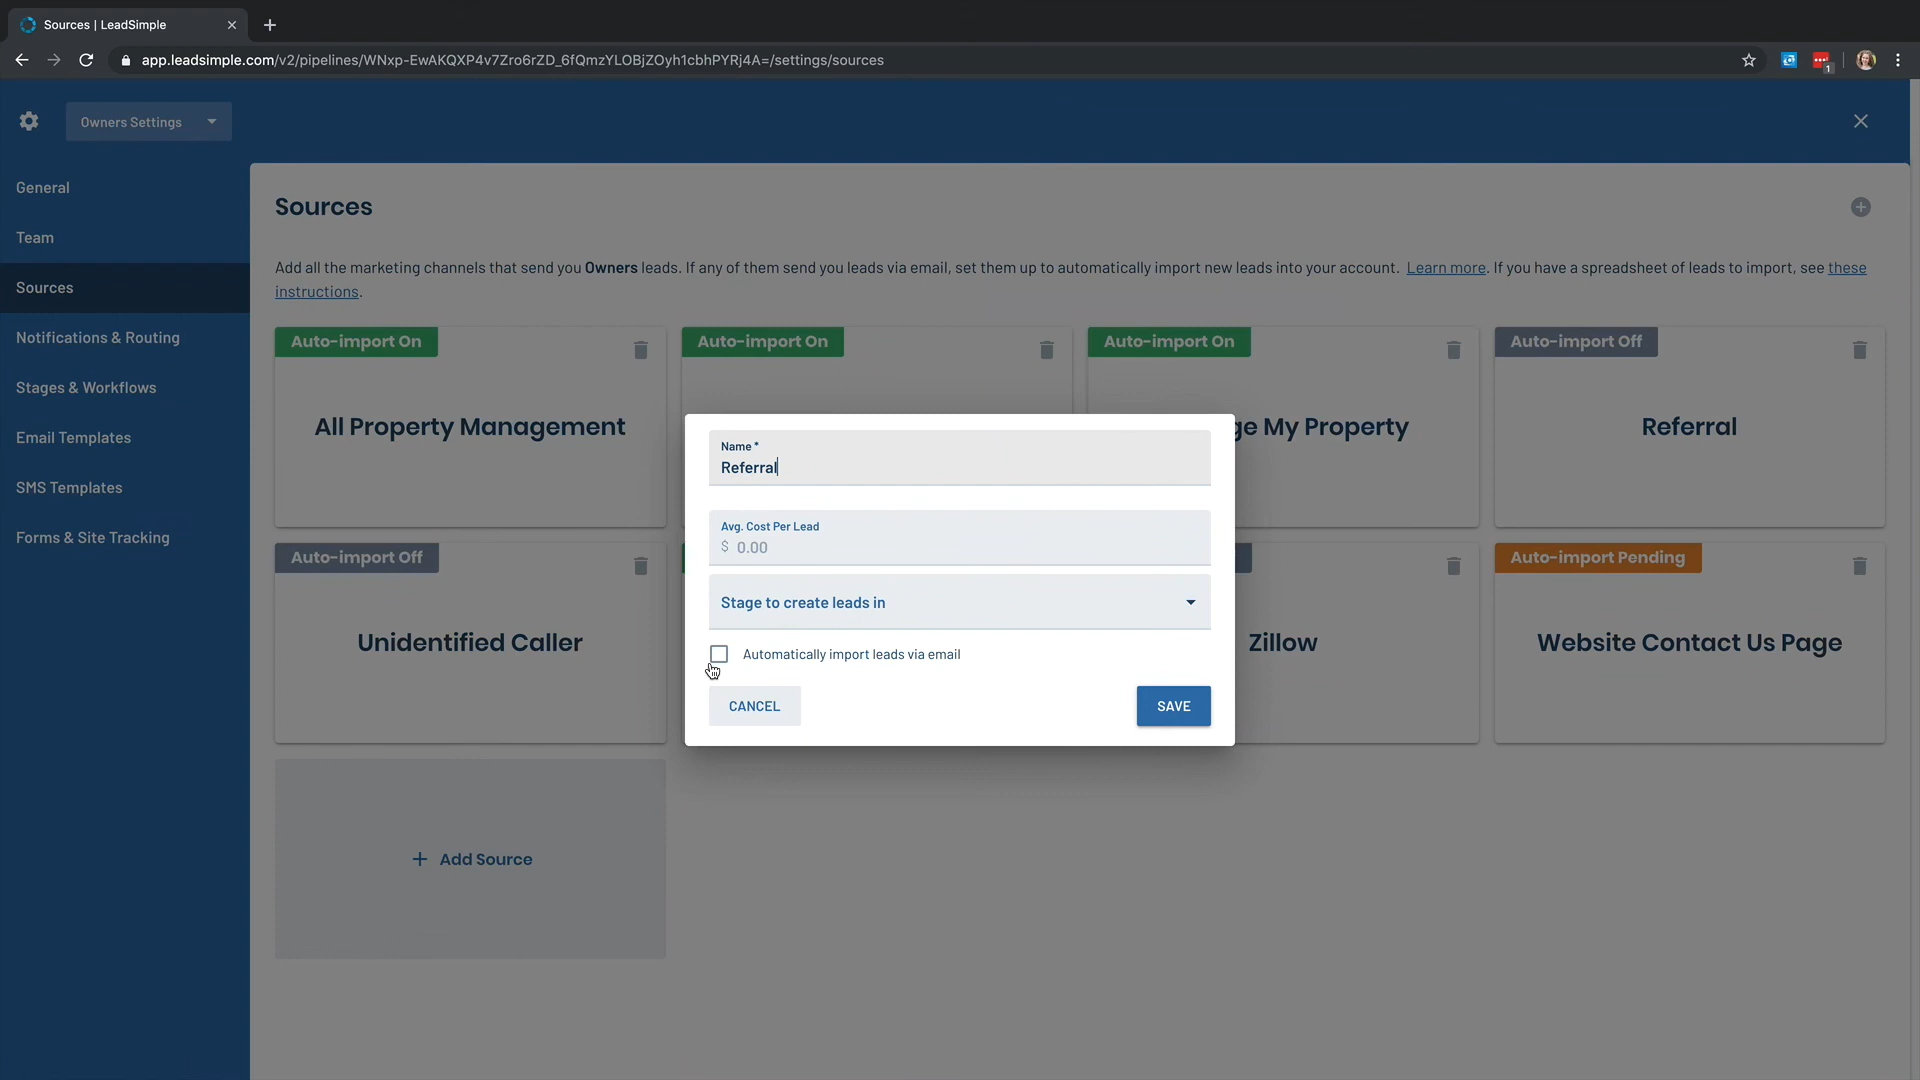 Sources | LeadSimple
app.leadsimple.com/v2/pipelines/WNxp-EwAKQXP4v7Zro6rZD_6fQmzYLOBjZOyh1cbhPYRj4A=/settings/sources
1
Owners Settings
General
Team
Sources
Notifications & Routing
Stages & Workflows
Email Templates
SMS Templates
Forms & Site Tracking
Sources
Add all the marketing channels that send you Owners leads. If any of them send you leads via email, set them up to automatically import new leads into your account. Learn more. If you have a spreadsheet of leads to import, see these
instructions.
Auto-import On
Auto-import On
Auto-import On
Auto-import Off
All Property Management
ge My Property
Referral
Auto-import Off
Auto-import Pending
Unidentified Caller
Zillow
Website Contact Us Page
+ Add Source
Name *
Referral
Avg. Cost Per Lead
$ 0.00
Stage to create leads in
Automatically import leads via email
CANCEL
SAVE